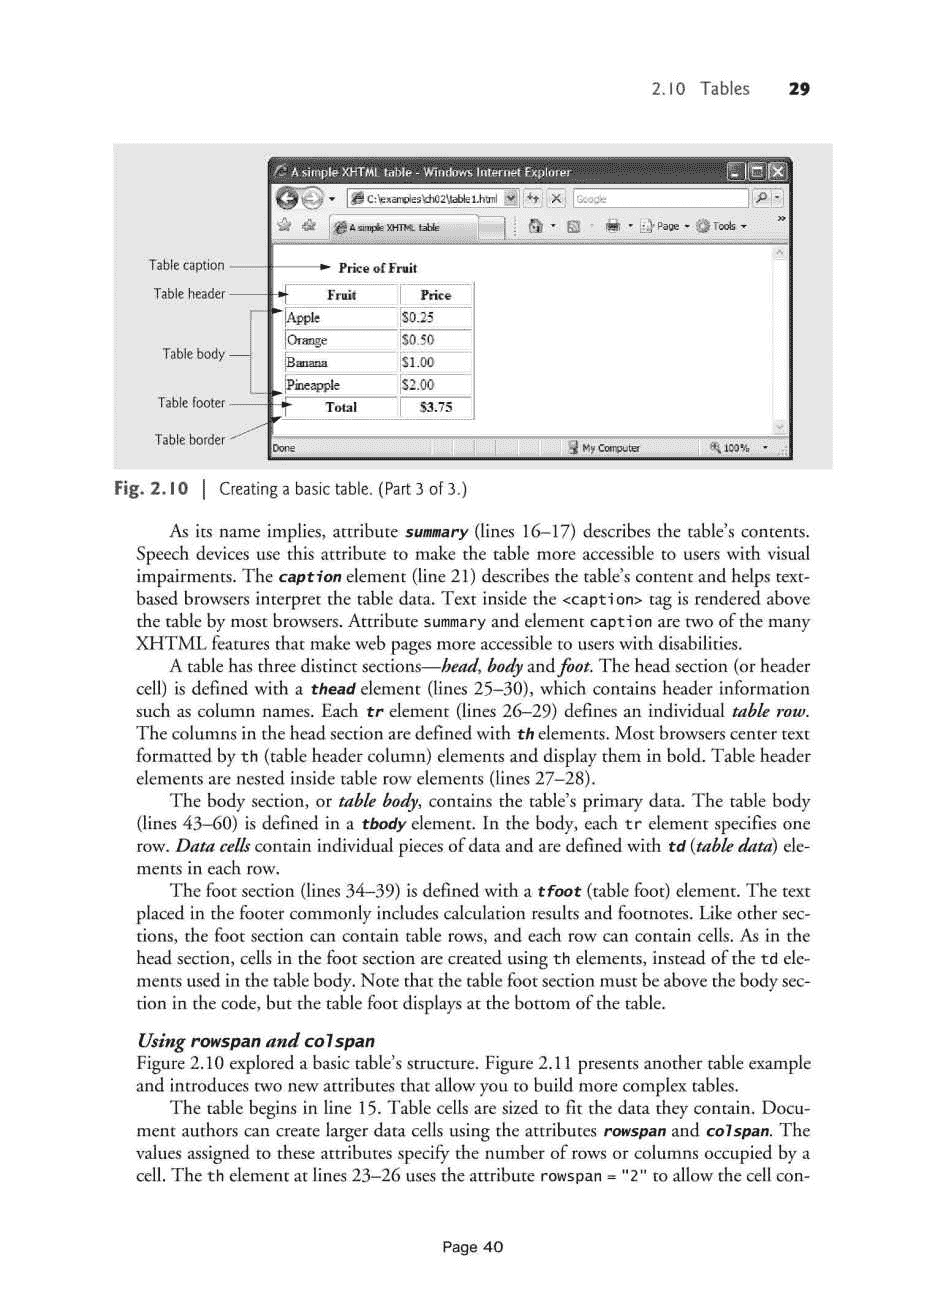 2.10 Tables 29
A simple XHTML table - Windows Internet Explorer
C:\examples\ch02\table1.html
Google
A simple XHTML table
Page
Tools
Table caption
Price of Fruit
Table header
Fruit Price
Apple $0.25
Orange $0.50
Table body
Banana $1.00
Pineapple $2.00
Table footer
Total $3.75
Table border
Done
My Computer
100%
Fig. 2.10 | Creating a basic table. (Part 3 of 3.)
As its name implies, attribute summary (lines 16–17) describes the table's contents.
Speech devices use this attribute to make the table more accessible to users with visual
impairments. The caption element (line 21) describes the table's content and helps text-
based browsers interpret the table data. Text inside the <caption> tag is rendered above
the table by most browsers. Attribute summary and element caption are two of the many
XHTML features that make web pages more accessible to users with disabilities.
A table has three distinct sections—head, body and foot. The head section (or header
cell) is defined with a thead element (lines 25–30), which contains header information
such as column names. Each tr element (lines 26–29) defines an individual table row.
The columns in the head section are defined with th elements. Most browsers center text
formatted by th (table header column) elements and display them in bold. Table header
elements are nested inside table row elements (lines 27–28).
The body section, or table body, contains the table's primary data. The table body
(lines 43–60) is defined in a tbody element. In the body, each tr element specifies one
row. Data cells contain individual pieces of data and are defined with td (table data) ele-
ments in each row.
The foot section (lines 34–39) is defined with a tfoot (table foot) element. The text
placed in the footer commonly includes calculation results and footnotes. Like other sec-
tions, the foot section can contain table rows, and each row can contain cells. As in the
head section, cells in the foot section are created using th elements, instead of the td ele-
ments used in the table body. Note that the table foot section must be above the body sec-
tion in the code, but the table foot displays at the bottom of the table.
Using rowspan and colspan
Figure 2.10 explored a basic table's structure. Figure 2.11 presents another table example
and introduces two new attributes that allow you to build more complex tables.
The table begins in line 15. Table cells are sized to fit the data they contain. Docu-
ment authors can create larger data cells using the attributes rowspan and colspan. The
values assigned to these attributes specify the number of rows or columns occupied by a
cell. The th element at lines 23–26 uses the attribute rowspan = "2" to allow the cell con-
Page 40